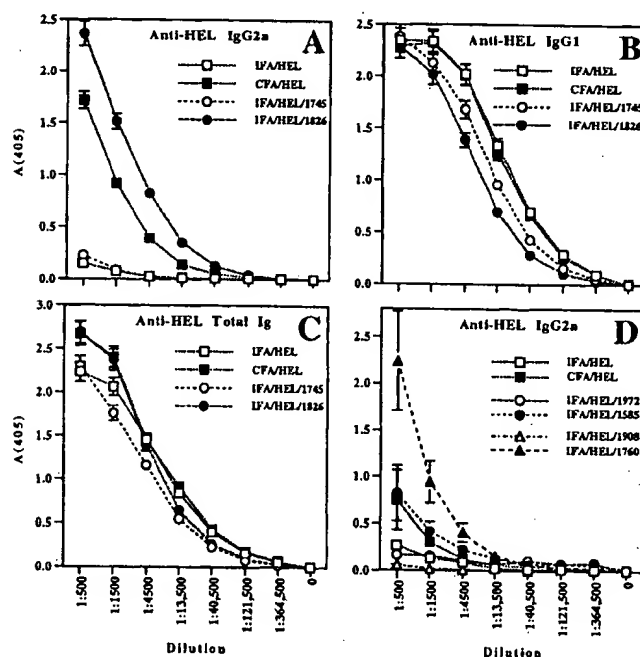 Anti-HEL IgG2a
A
IFA/HEL
CFA/HEL
IFA/HEL/1745
IFA/HEL/1826
A(405)
2.5
2.0
1.5
1.0
0.5
0.0
Anti-HEL IgG1
B
IFA/HEL
CFA/HEL
IFA/HEL/1745
IFA/HEL/1826
2.5
2.0
1.5
1.0
0.5
0.0
Anti-HEL Total Ig
C
IFA/HEL
CFA/HEL
IFA/HEL/1745
IFA/HEL/1826
A(405)
3.0
2.5
2.0
1.5
1.0
0.5
0.0
1:500
1:1500
1:4500
1:13,500
1:40,500
1:121,500
1:364,500
0
Dilution
Anti-HEL IgG2a
D
IFA/HEL
CFA/HEL
IFA/HEL/1972
IFA/HEL/1585
IFA/HEL/1908
IFA/HEL/1760
2.5
2.0
1.5
1.0
0.5
0.0
1:500
1:1500
1:4500
1:13,500
1:40,500
1:121,500
1:364,500
0
Dilution